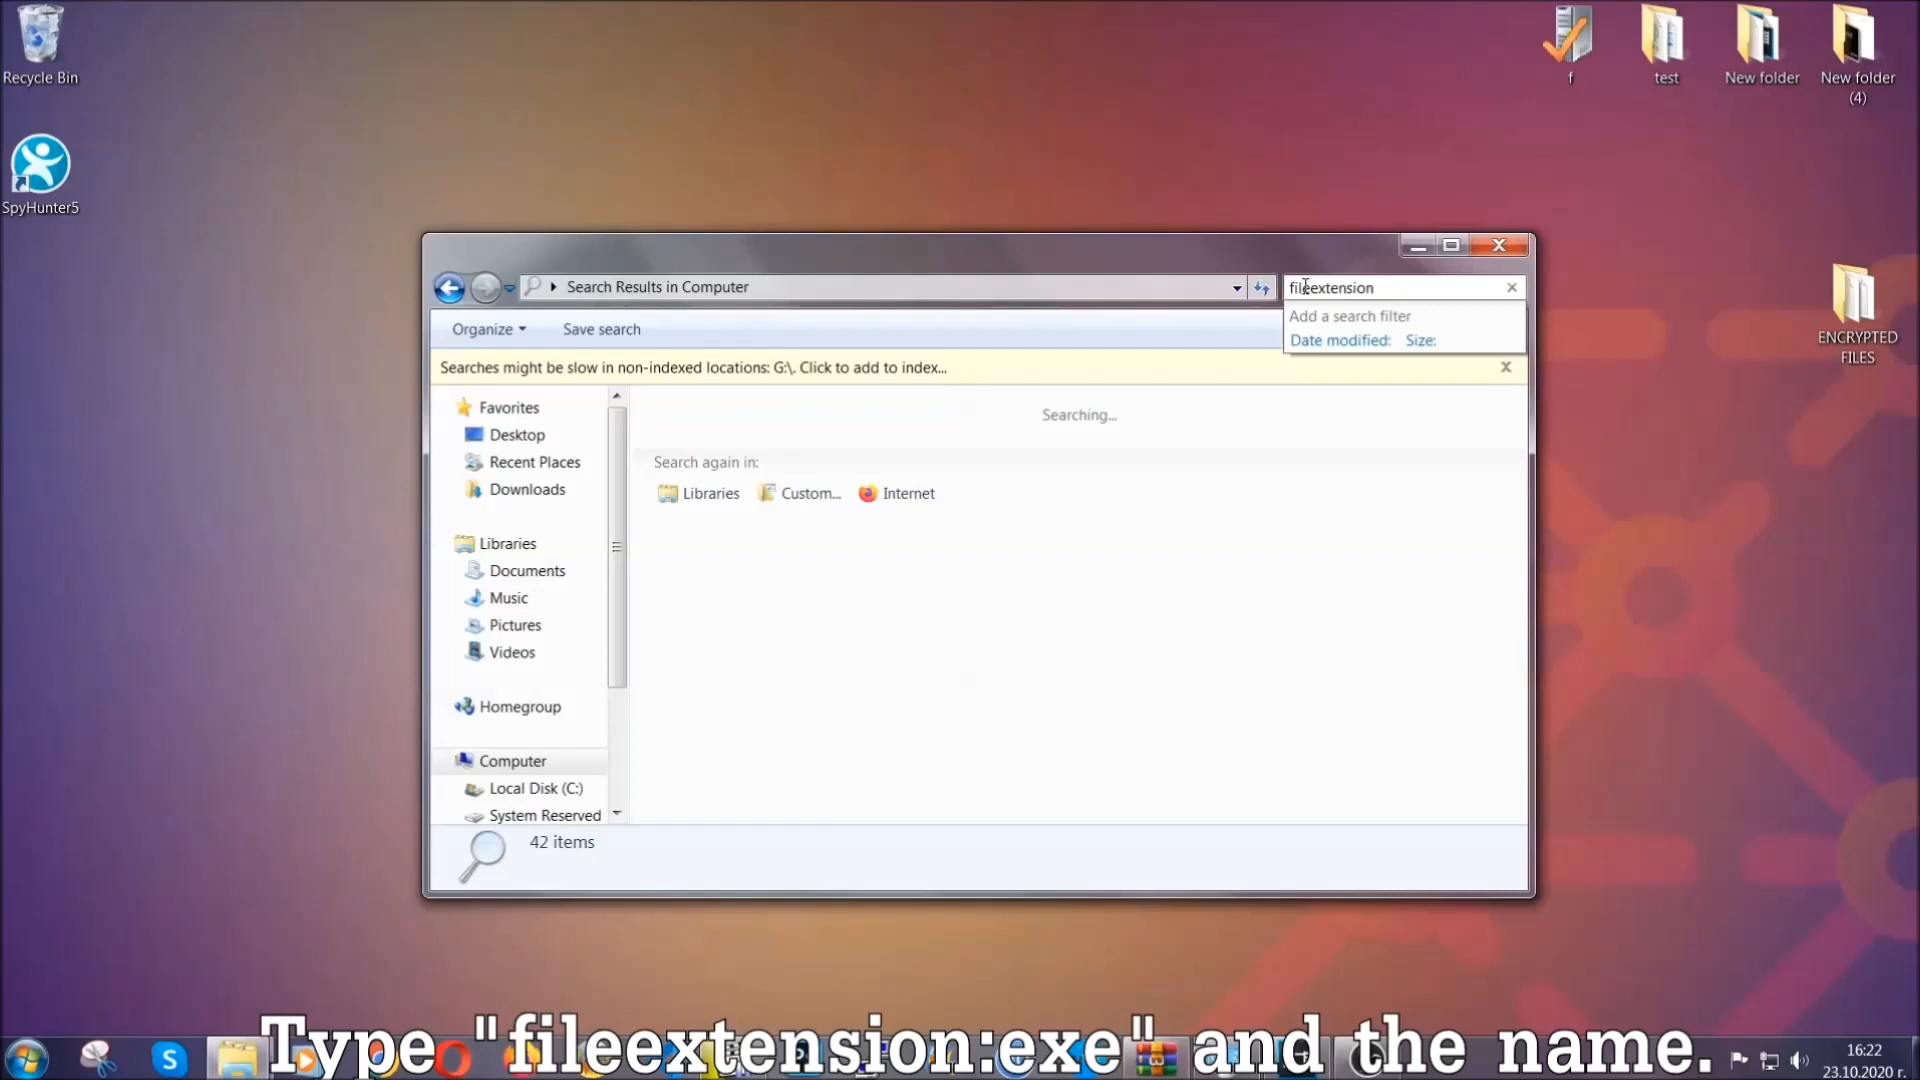 Recycle Bin
SpyHunter5
f
test
New folder
New folder
(4)
ENCRYPTED
FILES
Search Results in Computer
fileextension
Add a search filter
Date modified: Size:
Organize
Save search
Searches might be slow in non-indexed locations: G:\. Click to add to index...
Favorites
Desktop
Recent Places
Downloads
Libraries
Documents
Music
Pictures
Videos
Homegroup
Computer
Local Disk (C:)
System Reserved
Searching...
Search again in:
Libraries
Custom...
Internet
42 items
Type "fileextension:exe" and the name.
16:22
23.10.2020 г.